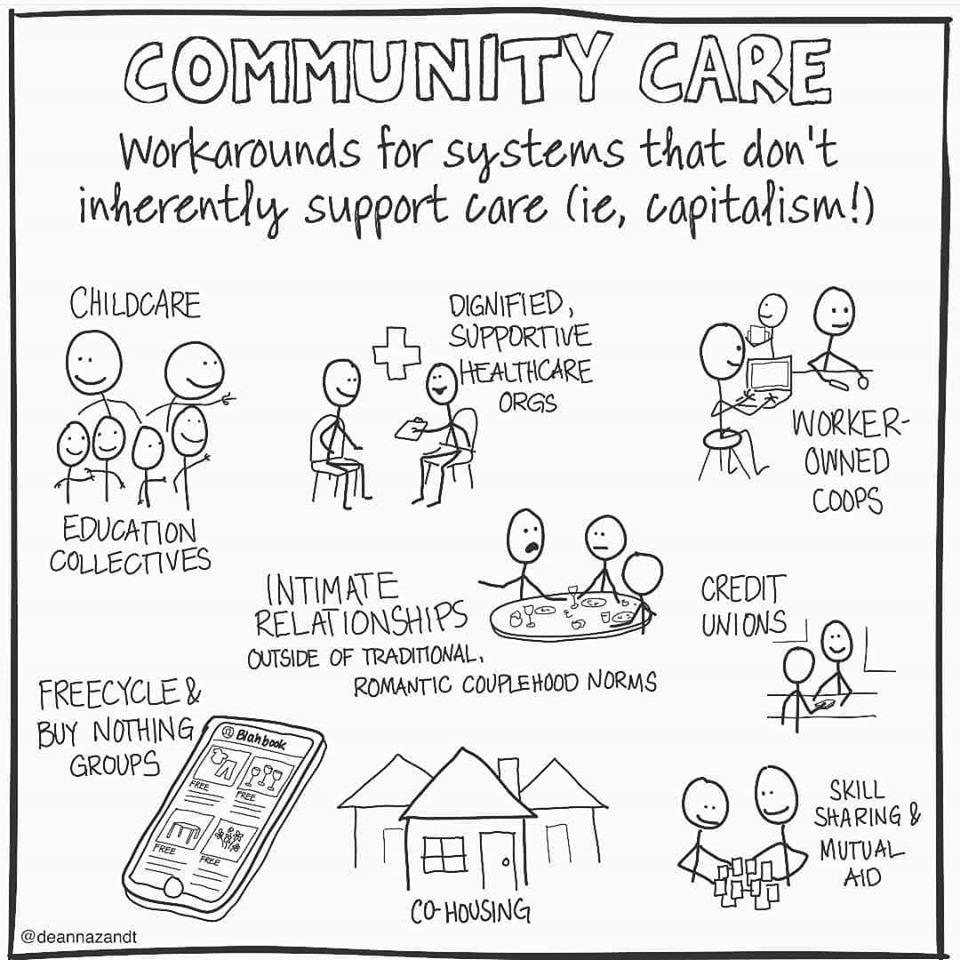 COMMUNITY CARE
Workarounds for systems that don't
inherently support care (ie, capitalism!)
CHILDCARE
EDUCATION
COLLECTIVES
DIGNIFIED,
SUPPORTIVE
HEALTHCARE
ORGS
WORKER-
OWNED
COOPS
INTIMATE
RELATIONSHIPS
OUTSIDE OF TRADITIONAL,
ROMANTIC COUPLEHOOD NORMS
CREDIT
UNIONS
FREECYCLE &
BUY NOTHING
GROUPS
Blahbook
FREE
FREE
FREE
FREE
CO-HOUSING
SKILL
SHARING &
MUTUAL
AID
@deannazandt